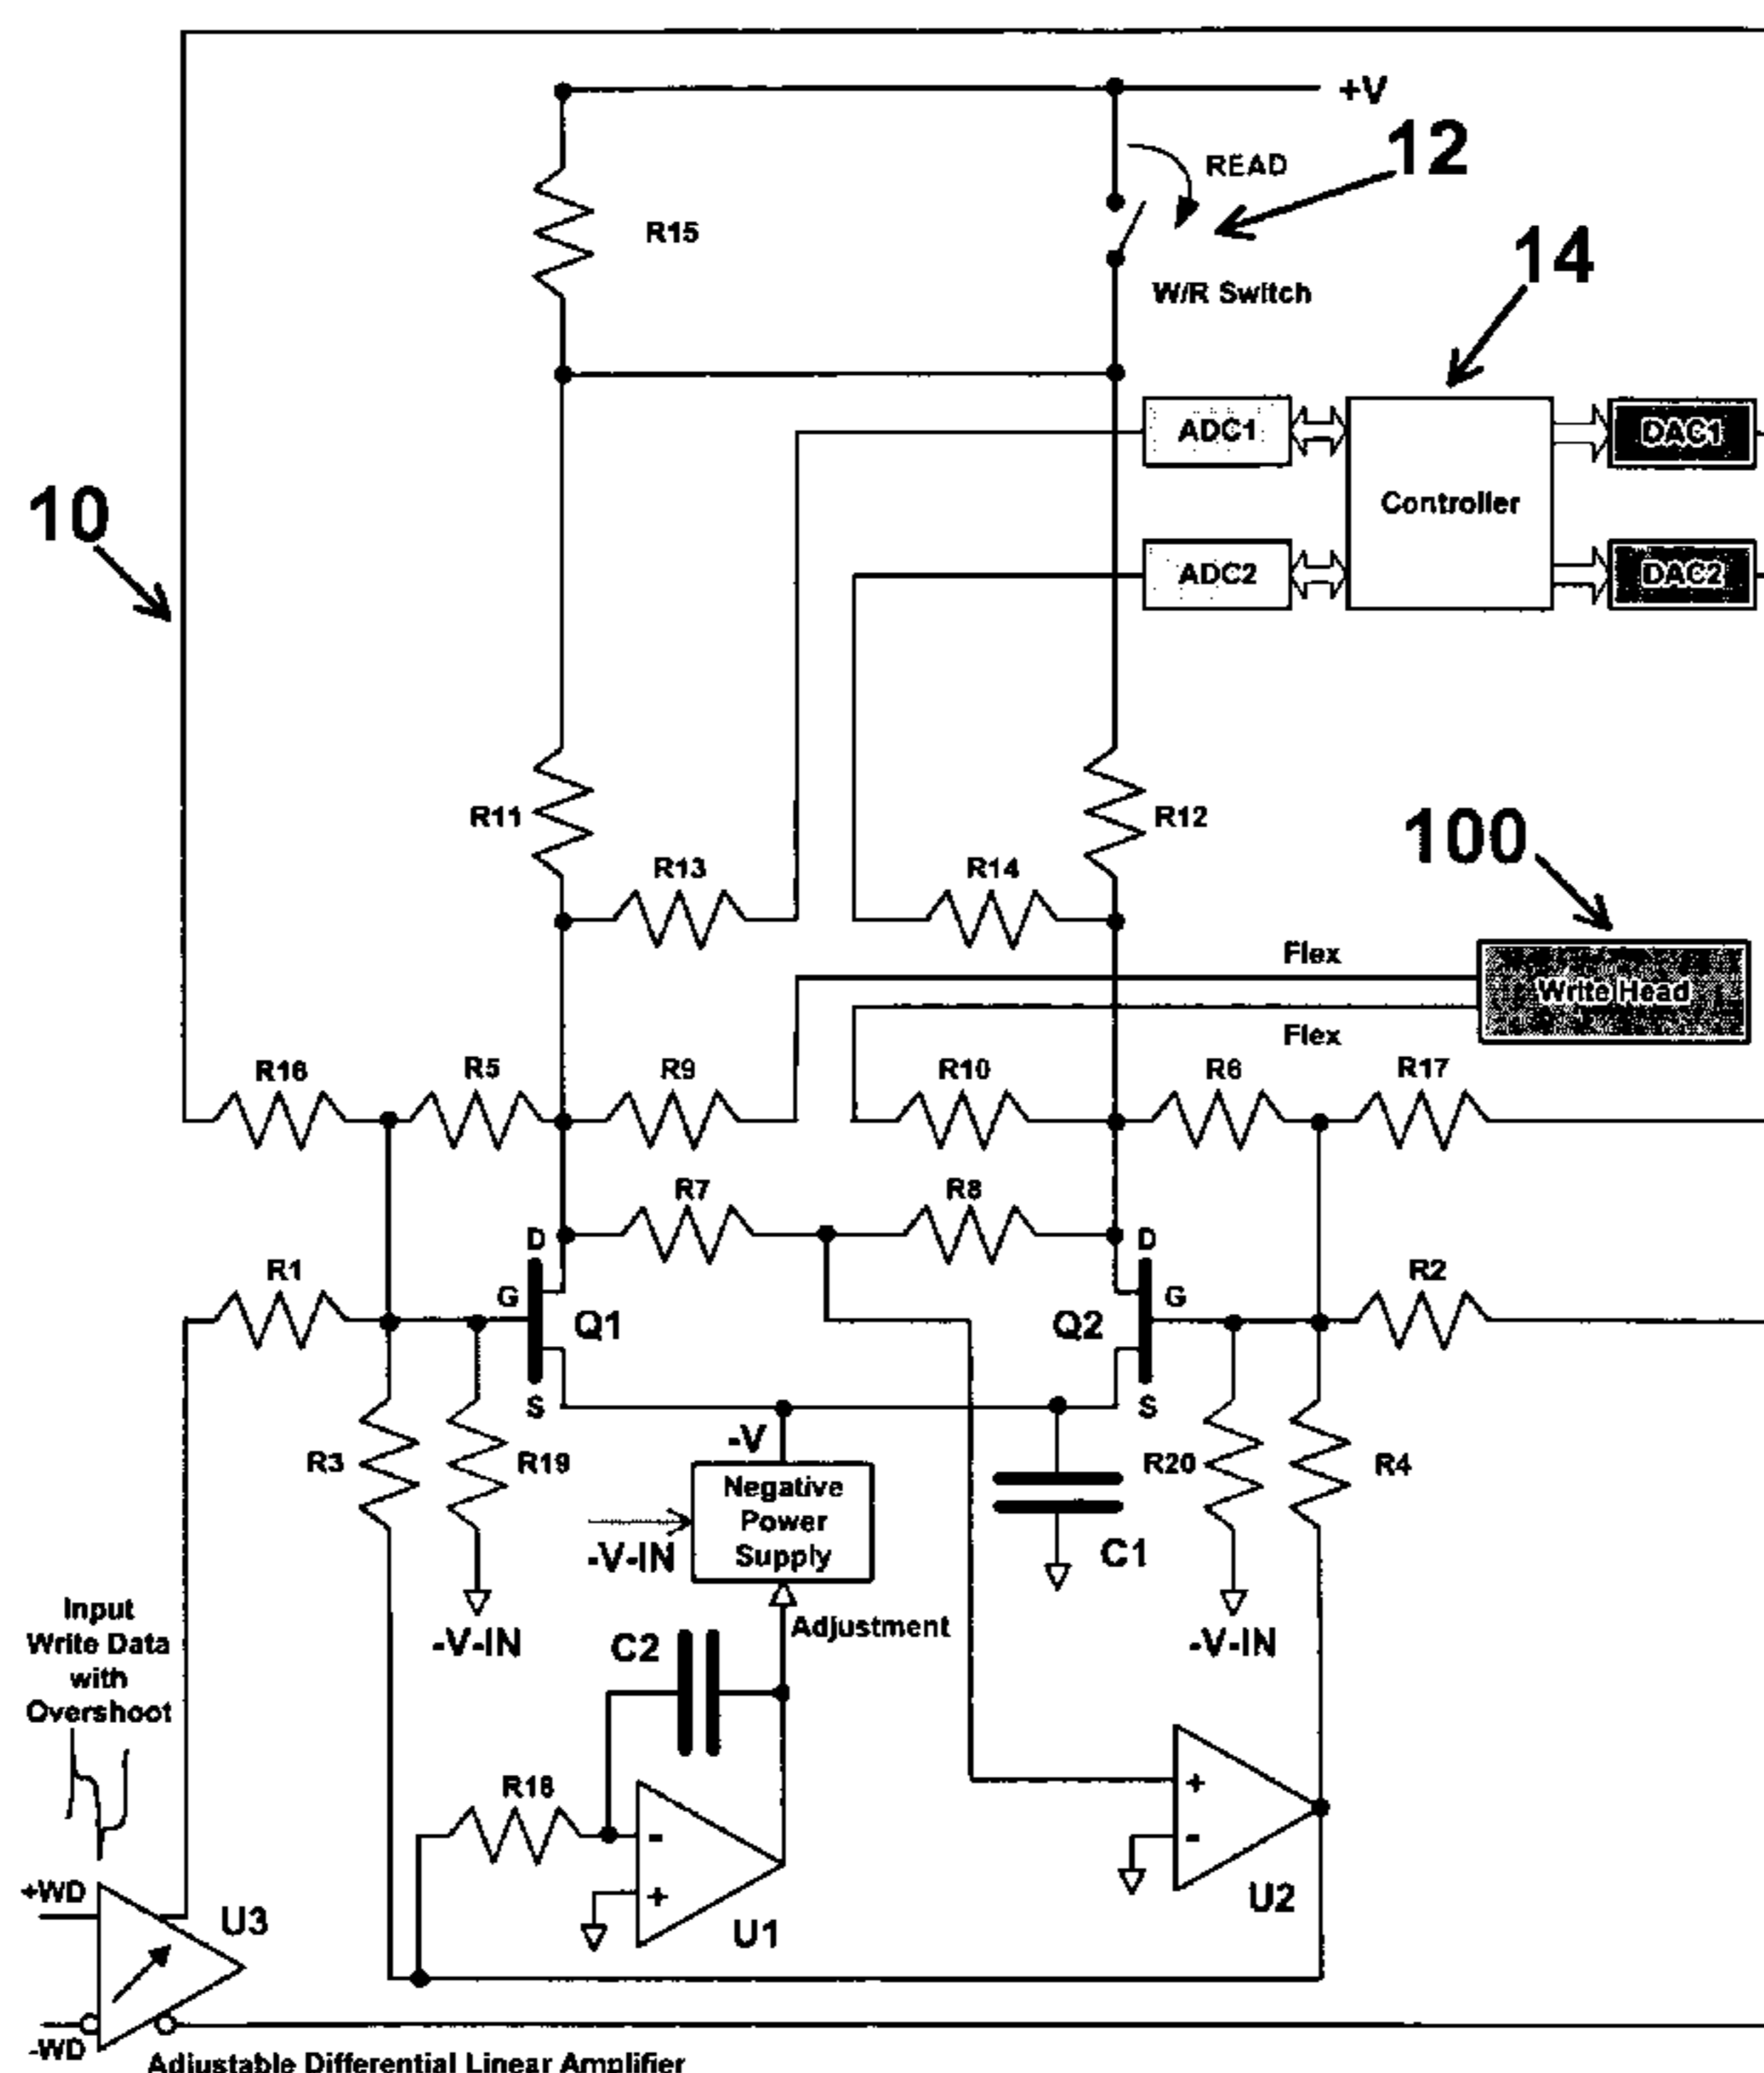 +V
READ
12
R15
W/R Switch
14
ADC1
DAC1
Controller
10
ADC2
DAC2
R11
R12
100
R13
R14
Flex
Write Head
Flex
R16
R5
R9
R10
R6
R17
R7
R8
R1
D
D
R2
G
G
Q1
Q2
S
S
-V
R3
R19
R20
R4
Negative
Power
Supply
-V-IN
C1
Input
Write Data
with
Overshoot
-V-IN
C2
Adjustment
-V-IN
R18
+
-
-
+
U2
U1
+WD
U3
-WD
Adjustable Differential Linear Amplifier